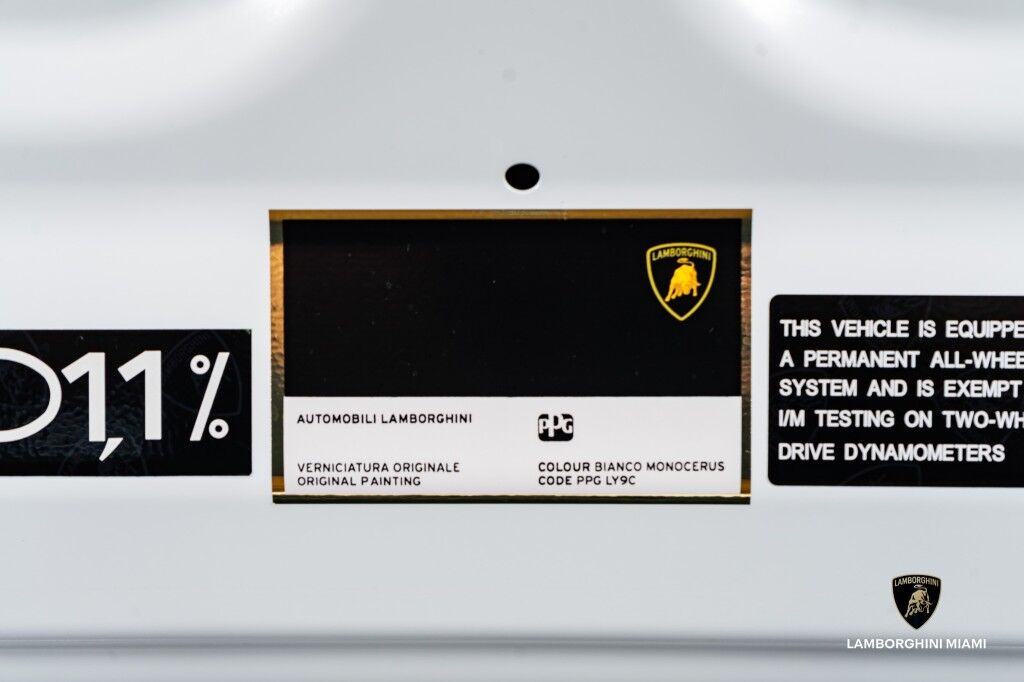 LAMBORGHINI
AUTOMOBILI LAMBORGHINI
PPG
VERNICIATURA ORIGINALE
ORIGINAL PAINTING
COLOUR BIANCO MONOCERUS
CODE PPG LY9C
1,1%
THIS VEHICLE IS EQUIPPE
A PERMANENT ALL-WHEE
SYSTEM AND IS EXEMPT
I/M TESTING ON TWO-WH
DRIVE DYNAMOMETERS
LAMBORGHINI
LAMBORGHINI MIAMI